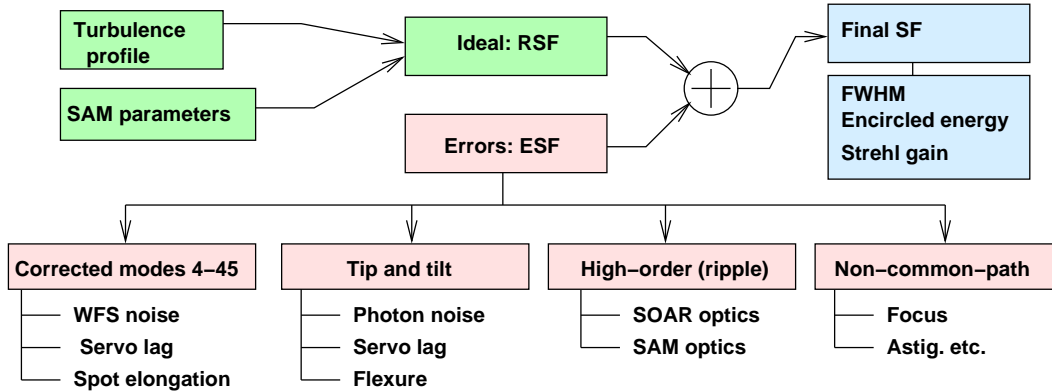 Turbulence
profile
SAM parameters
Ideal: RSF
Errors: ESF
Final SF
FWHM
Encircled energy
Strehl gain
Corrected modes 4−45
WFS noise
Servo lag
Spot elongation
Tip and tilt
Photon noise
Servo lag
Flexure
High−order (ripple)
SOAR optics
SAM optics
Non−common−path
Focus
Astig. etc.